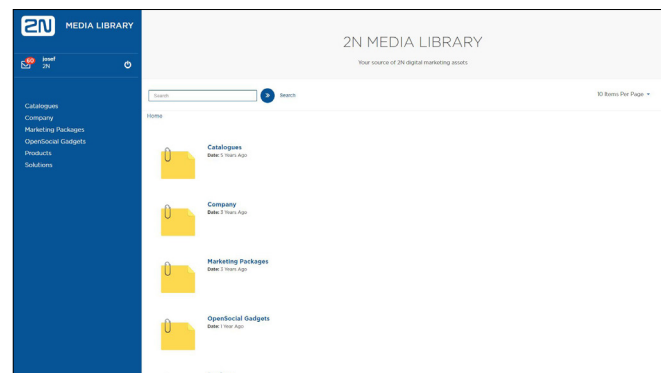 2N MEDIA LIBRARY
60 josef
2N
Catalogues
Company
Marketing Packages
OpenSocial Gadgets
Products
Solutions
2N MEDIA LIBRARY
Your source of 2N digital marketing assets
Search » Search 10 Items Per Page
Home
Catalogues
Date: 5 Years Ago
Company
Date: 3 Years Ago
Marketing Packages
Date: 3 Years Ago
OpenSocial Gadgets
Date: 1 Year Ago